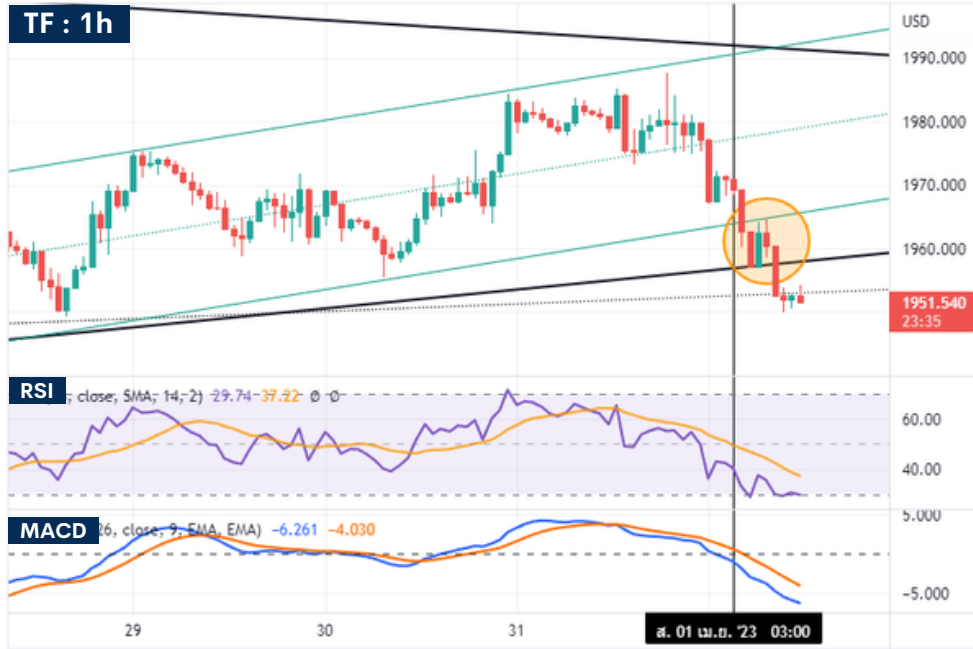 TF : 1h
USD
1990.000
1980.000
1970.000
1960.000
1951.540
23:35
RSI
, close, SMA, 14, 2) 29.74 37.22 Ø Ø
60.00
40.00
MACD
26, close, 9, EMA, EMA) −6.261 −4.030
5.000
−5.000
29
30
31
ส. 01 เม.ย. '23 03:00